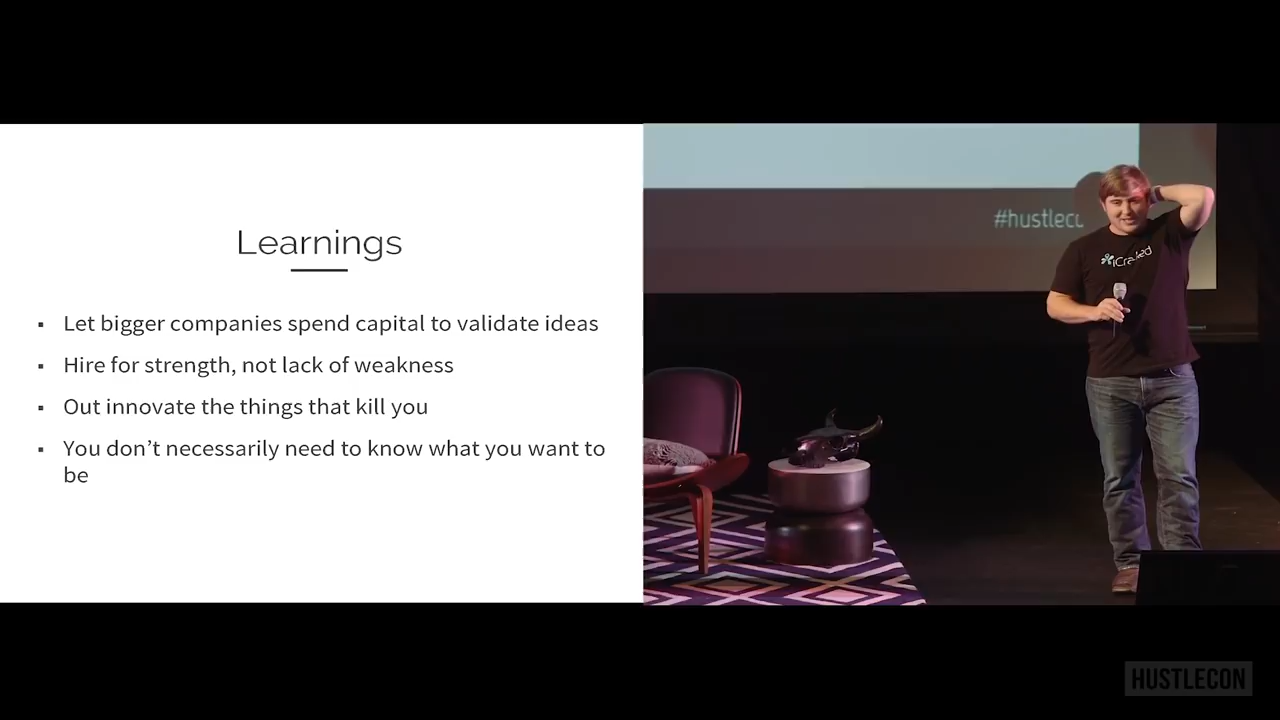 Learnings
▪ Let bigger companies spend capital to validate ideas
▪ Hire for strength, not lack of weakness
▪ Out innovate the things that kill you
▪ You don’t necessarily need to know what you want to
be
#hustlec
HUSTLECON